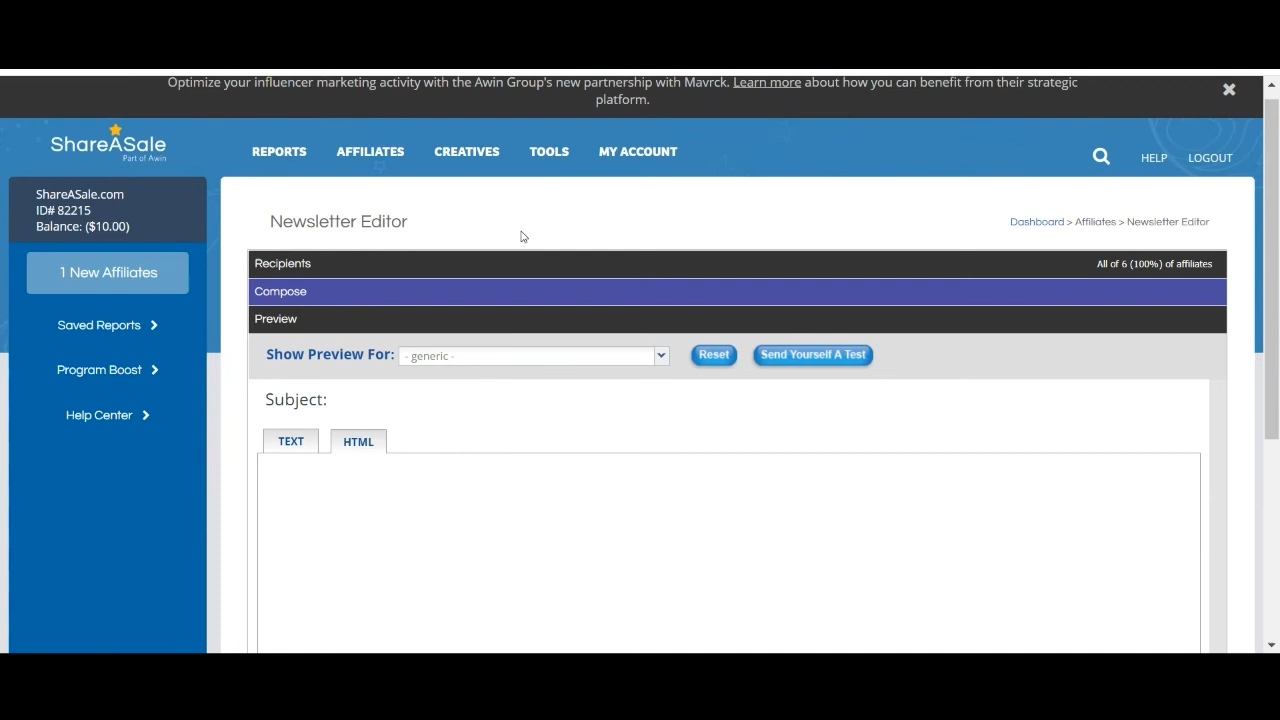 Optimize your influencer marketing activity with the Awin Group's new partnership with Mavrck. Learn more about how you can benefit from their strategic
platform.
ShareASale
Part of Awin
REPORTS AFFILIATES CREATIVES TOOLS MY ACCOUNT
HELP LOGOUT
ShareASale.com
ID# 82215
Balance: ($10.00)
1 New Affiliates
Saved Reports
Program Boost
Help Center
Newsletter Editor
Dashboard > Affiliates > Newsletter Editor
Recipients All of 6 (100%) of affiliates
Compose
Preview
Show Preview For: - generic - Reset Send Yourself A Test
Subject:
TEXT HTML